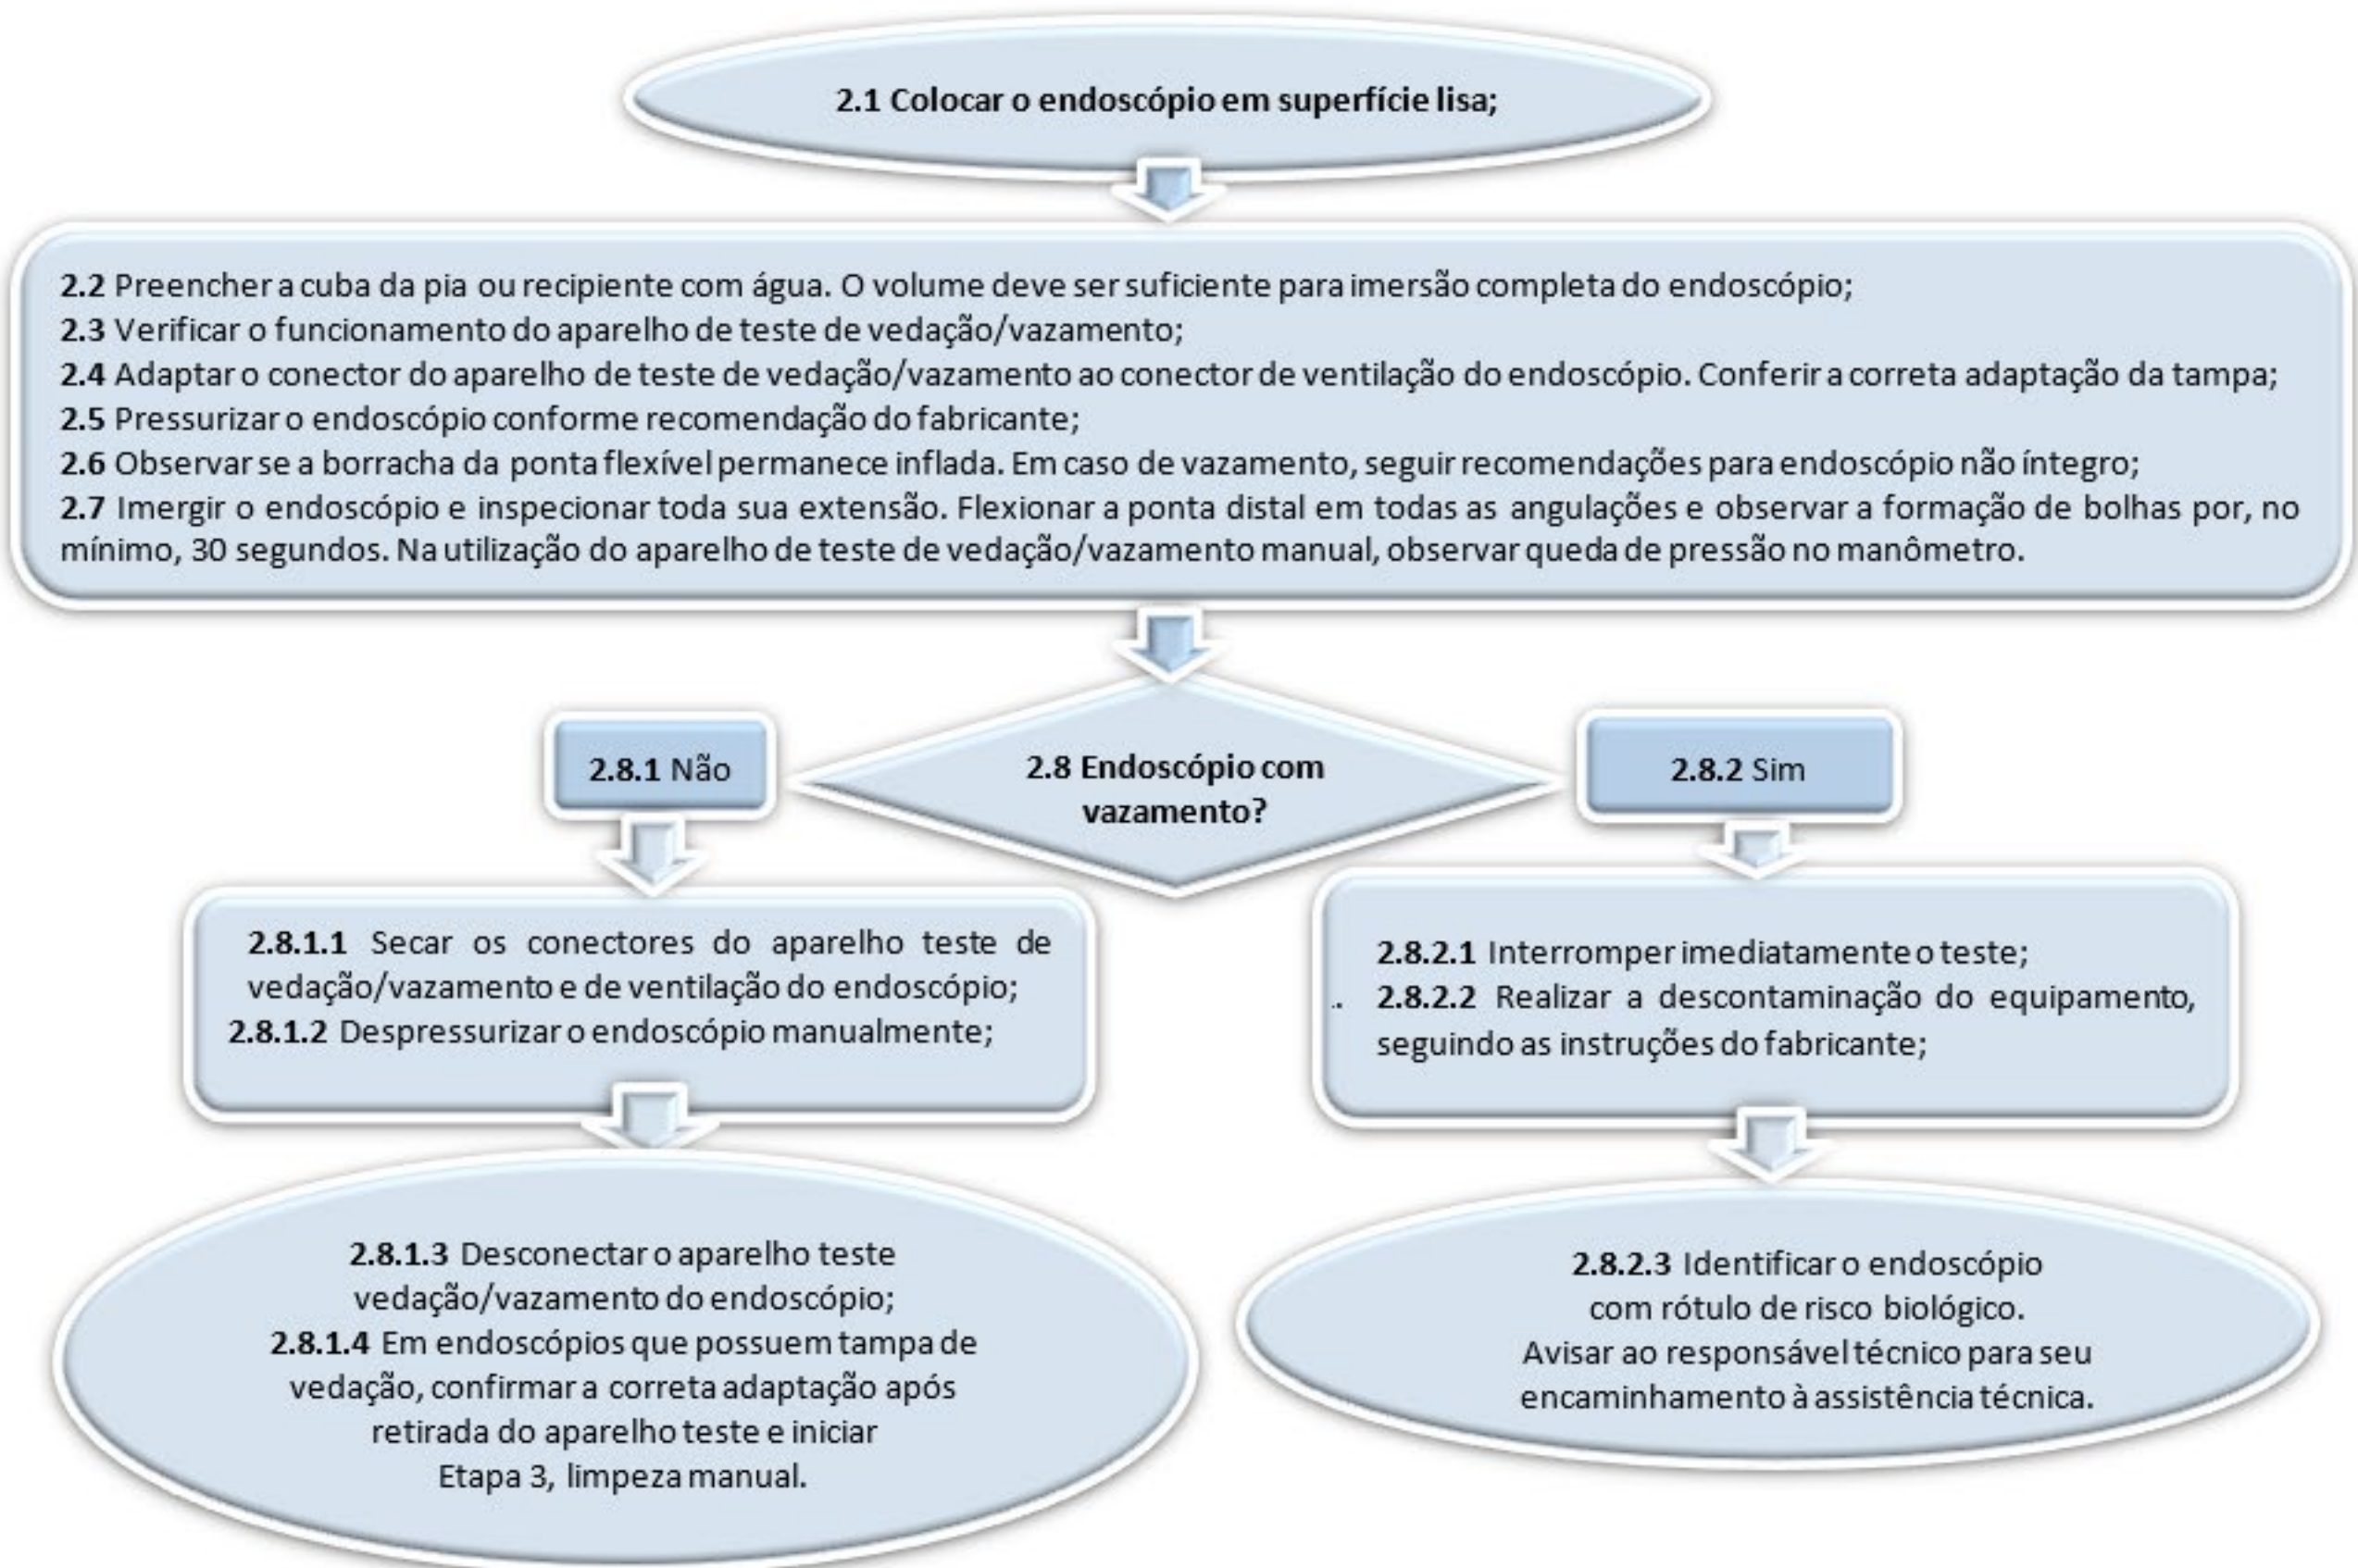 2.1 Colocar o endoscópio em superfície lisa;
2.2 Preencher a cuba da pia ou recipiente com água. O volume deve ser suficiente para imersão completa do endoscópio;
2.3 Verificar o funcionamento do aparelho de teste de vedação/vazamento;
2.4 Adaptar o conector do aparelho de teste de vedação/vazamento ao conector de ventilação do endoscópio. Conferir a correta adaptação da tampa;
2.5 Pressurizar o endoscópio conforme recomendação do fabricante;
2.6 Observar se a borracha da ponta flexível permanece inflada. Em caso de vazamento, seguir recomendações para endoscópio não íntegro;
2.7 Imergir o endoscópio e inspecionar toda sua extensão. Flexionar a ponta distal em todas as angulações e observar a formação de bolhas por, no
mínimo, 30 segundos. Na utilização do aparelho de teste de vedação/vazamento manual, observar queda de pressão no manômetro.
2.8 Endoscópio com
vazamento?
2.8.1 Não
2.8.1.1 Secar os conectores do aparelho teste de
vedação/vazamento e de ventilação do endoscópio;
2.8.1.2 Despressurizar o endoscópio manualmente;
2.8.1.3 Desconectar o aparelho teste
vedação/vazamento do endoscópio;
2.8.1.4 Em endoscópios que possuem tampa de
vedação, confirmar a correta adaptação após
retirada do aparelho teste e iniciar
Etapa 3, limpeza manual.
2.8.2 Sim
2.8.2.1 Interromper imediatamente o teste;
.. 2.8.2.2 Realizar a descontaminação do equipamento,
seguindo as instruções do fabricante;
2.8.2.3 Identificar o endoscópio
com rótulo de risco biológico.
Avisar ao responsável técnico para seu
encaminhamento à assistência técnica.